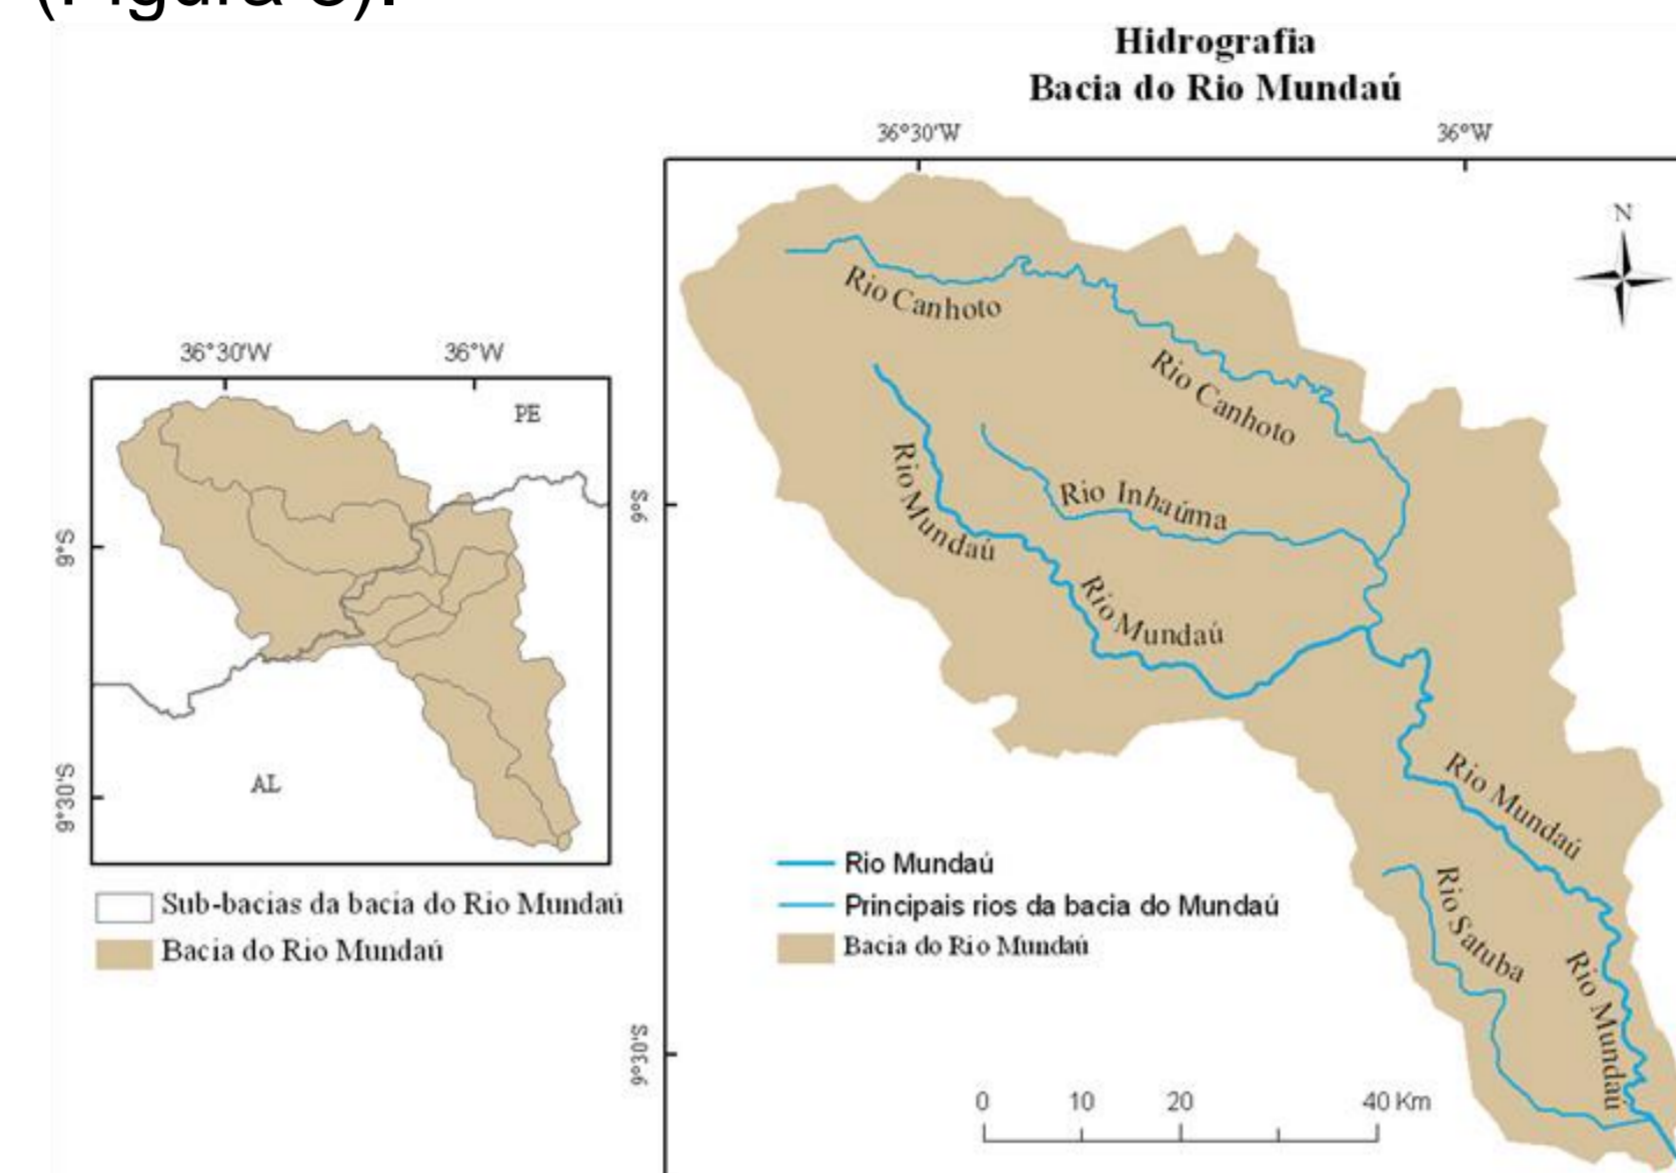 (Figura 3).
Hidrografia
Bacia do Rio Mundaú
36°30'W
36°W
N
Rio Canhoto
Rio Canhoto
Rio Mundaú
Rio Inhaúma
Rio Mundaú
Rio Mundaú
Rio Satuba
Rio Mundaú
9°S
9°30'S
36°30'W
36°W
PE
AL
9°S
9°30'S
Sub-bacias da bacia do Rio Mundaú
Bacia do Rio Mundaú
Rio Mundaú
Principais rios da bacia do Mundaú
Bacia do Rio Mundaú
0 10 20 40 Km